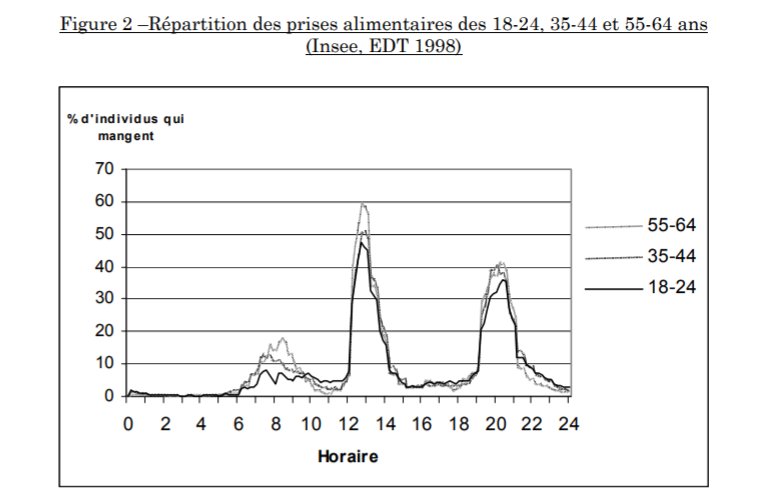 Figure 2 –Répartition des prises alimentaires des 18-24, 35-44 et 55-64 ans
(Insee, EDT 1998)
% d'individus qui
mangent
70
60
50
40
30
20
10
0
0 2 4 6 8 10 12 14 16 18 20 22 24
Horaire
55-64
35-44
18-24